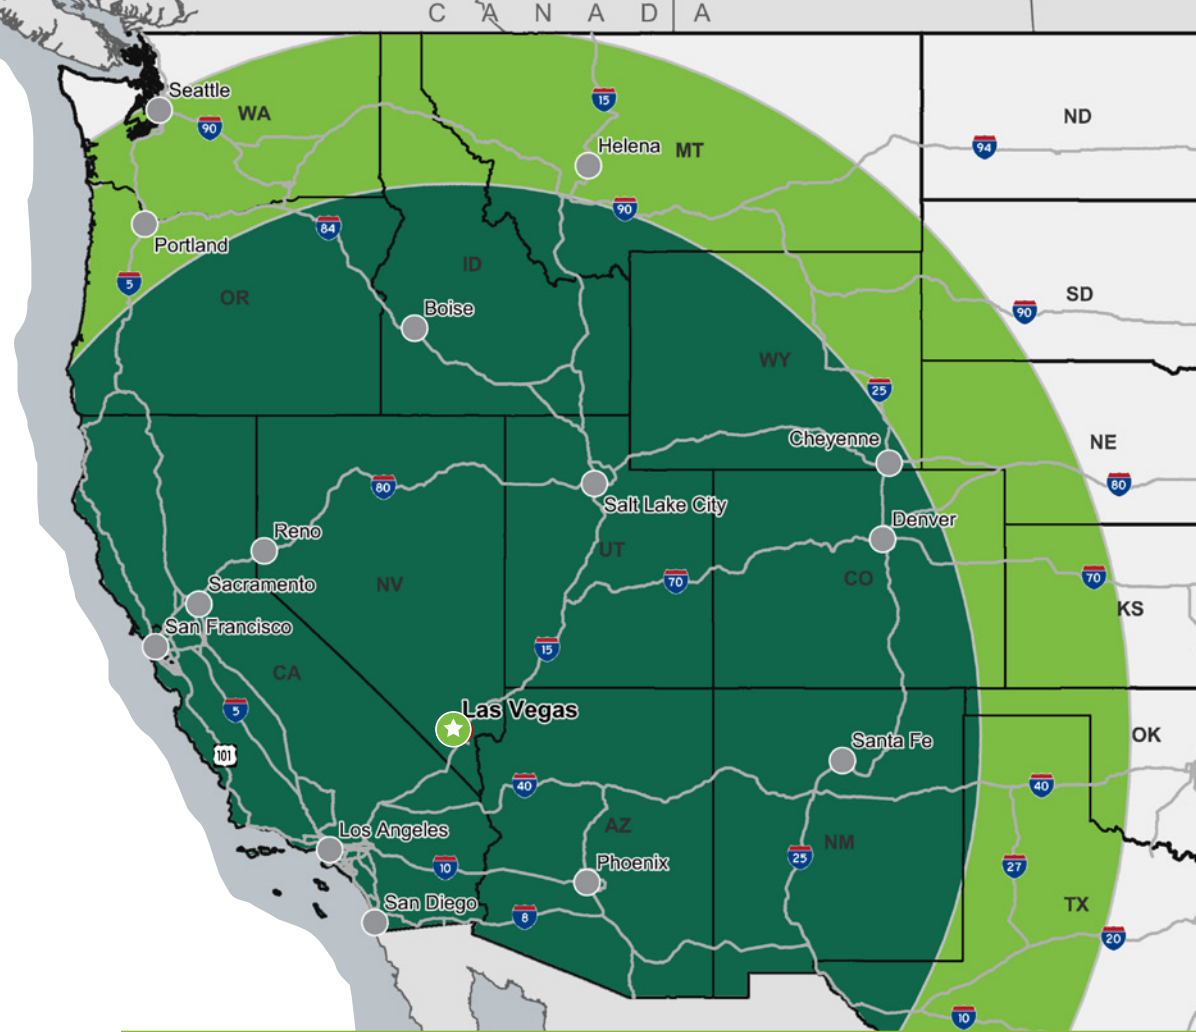 C A N A D A
Seattle
WA
90
15
Helena
MT
ND
94
90
84
Portland
5
ID
OR
Boise
SD
90
WY
25
Cheyenne
NE
80
80
Salt Lake City
Denver
Reno
UT
Sacramento
NV
70
CO
70
KS
San Francisco
15
CA
5
Las Vegas
101
Santa Fe
OK
40
40
Los Angeles
AZ
NM
25
10
Phoenix
27
San Diego
8
TX
20
10